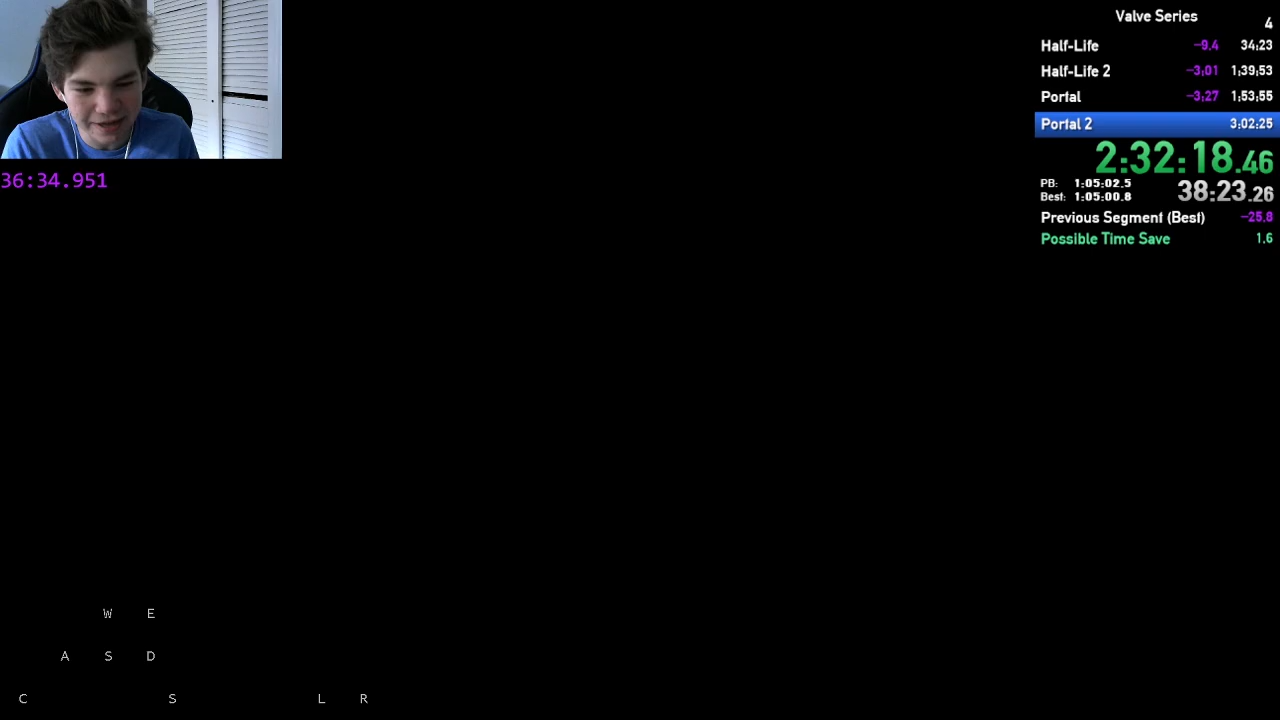 Valve Series
4
Half-Life -9.4 34:23
Half-Life 2 -3:01 1:39:53
Portal -3:27 1:53:55
Portal 2 3:02:25
2:32:18.46
PB: 1:05:02.5
Best: 1:05:00.8
38:23.26
Previous Segment (Best) -25.8
Possible Time Save 1.6
36:34.951
W E
A S D
C S L R